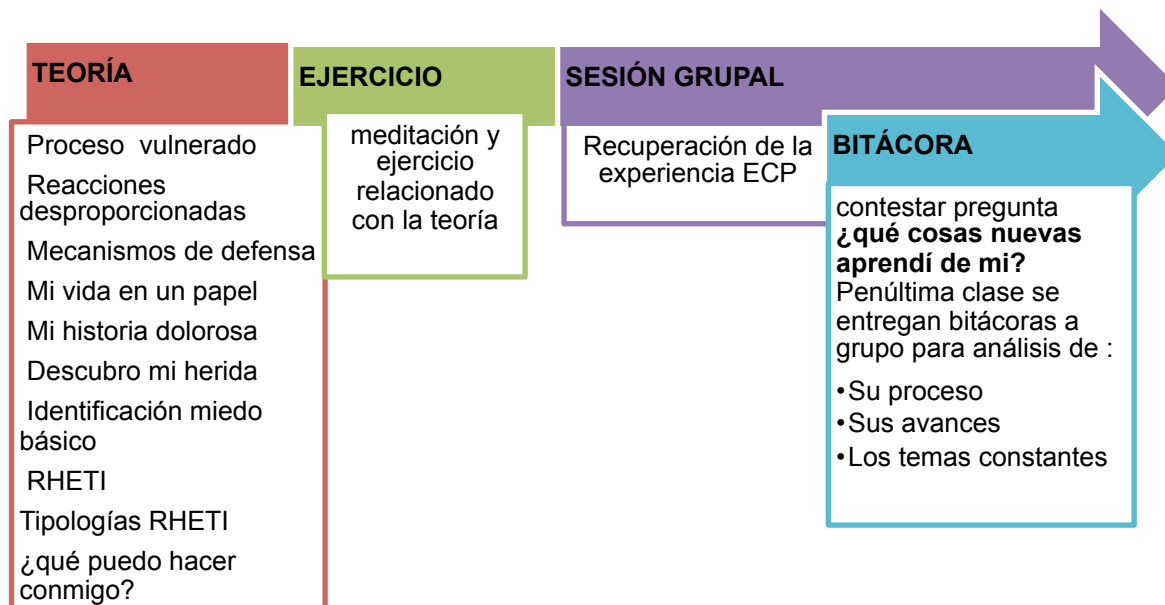 TEORÍA
Proceso vulnerado
Reacciones
desproporcionadas
Mecanismos de defensa
Mi vida en un papel
Mi historia dolorosa
Descubro mi herida
Identificación miedo
básico
RHETI
Tipologías RHETI
¿qué puedo hacer
conmigo?
EJERCICIO
meditación y
ejercicio
relacionado
con la teoría
SESIÓN GRUPAL
Recuperación de la
experiencia ECP
BITÁCORA
contestar pregunta
¿qué cosas nuevas
aprendí de mi?
Penúltima clase se
entregan bitácoras a
grupo para análisis de :
•Su proceso
•Sus avances
•Los temas constantes